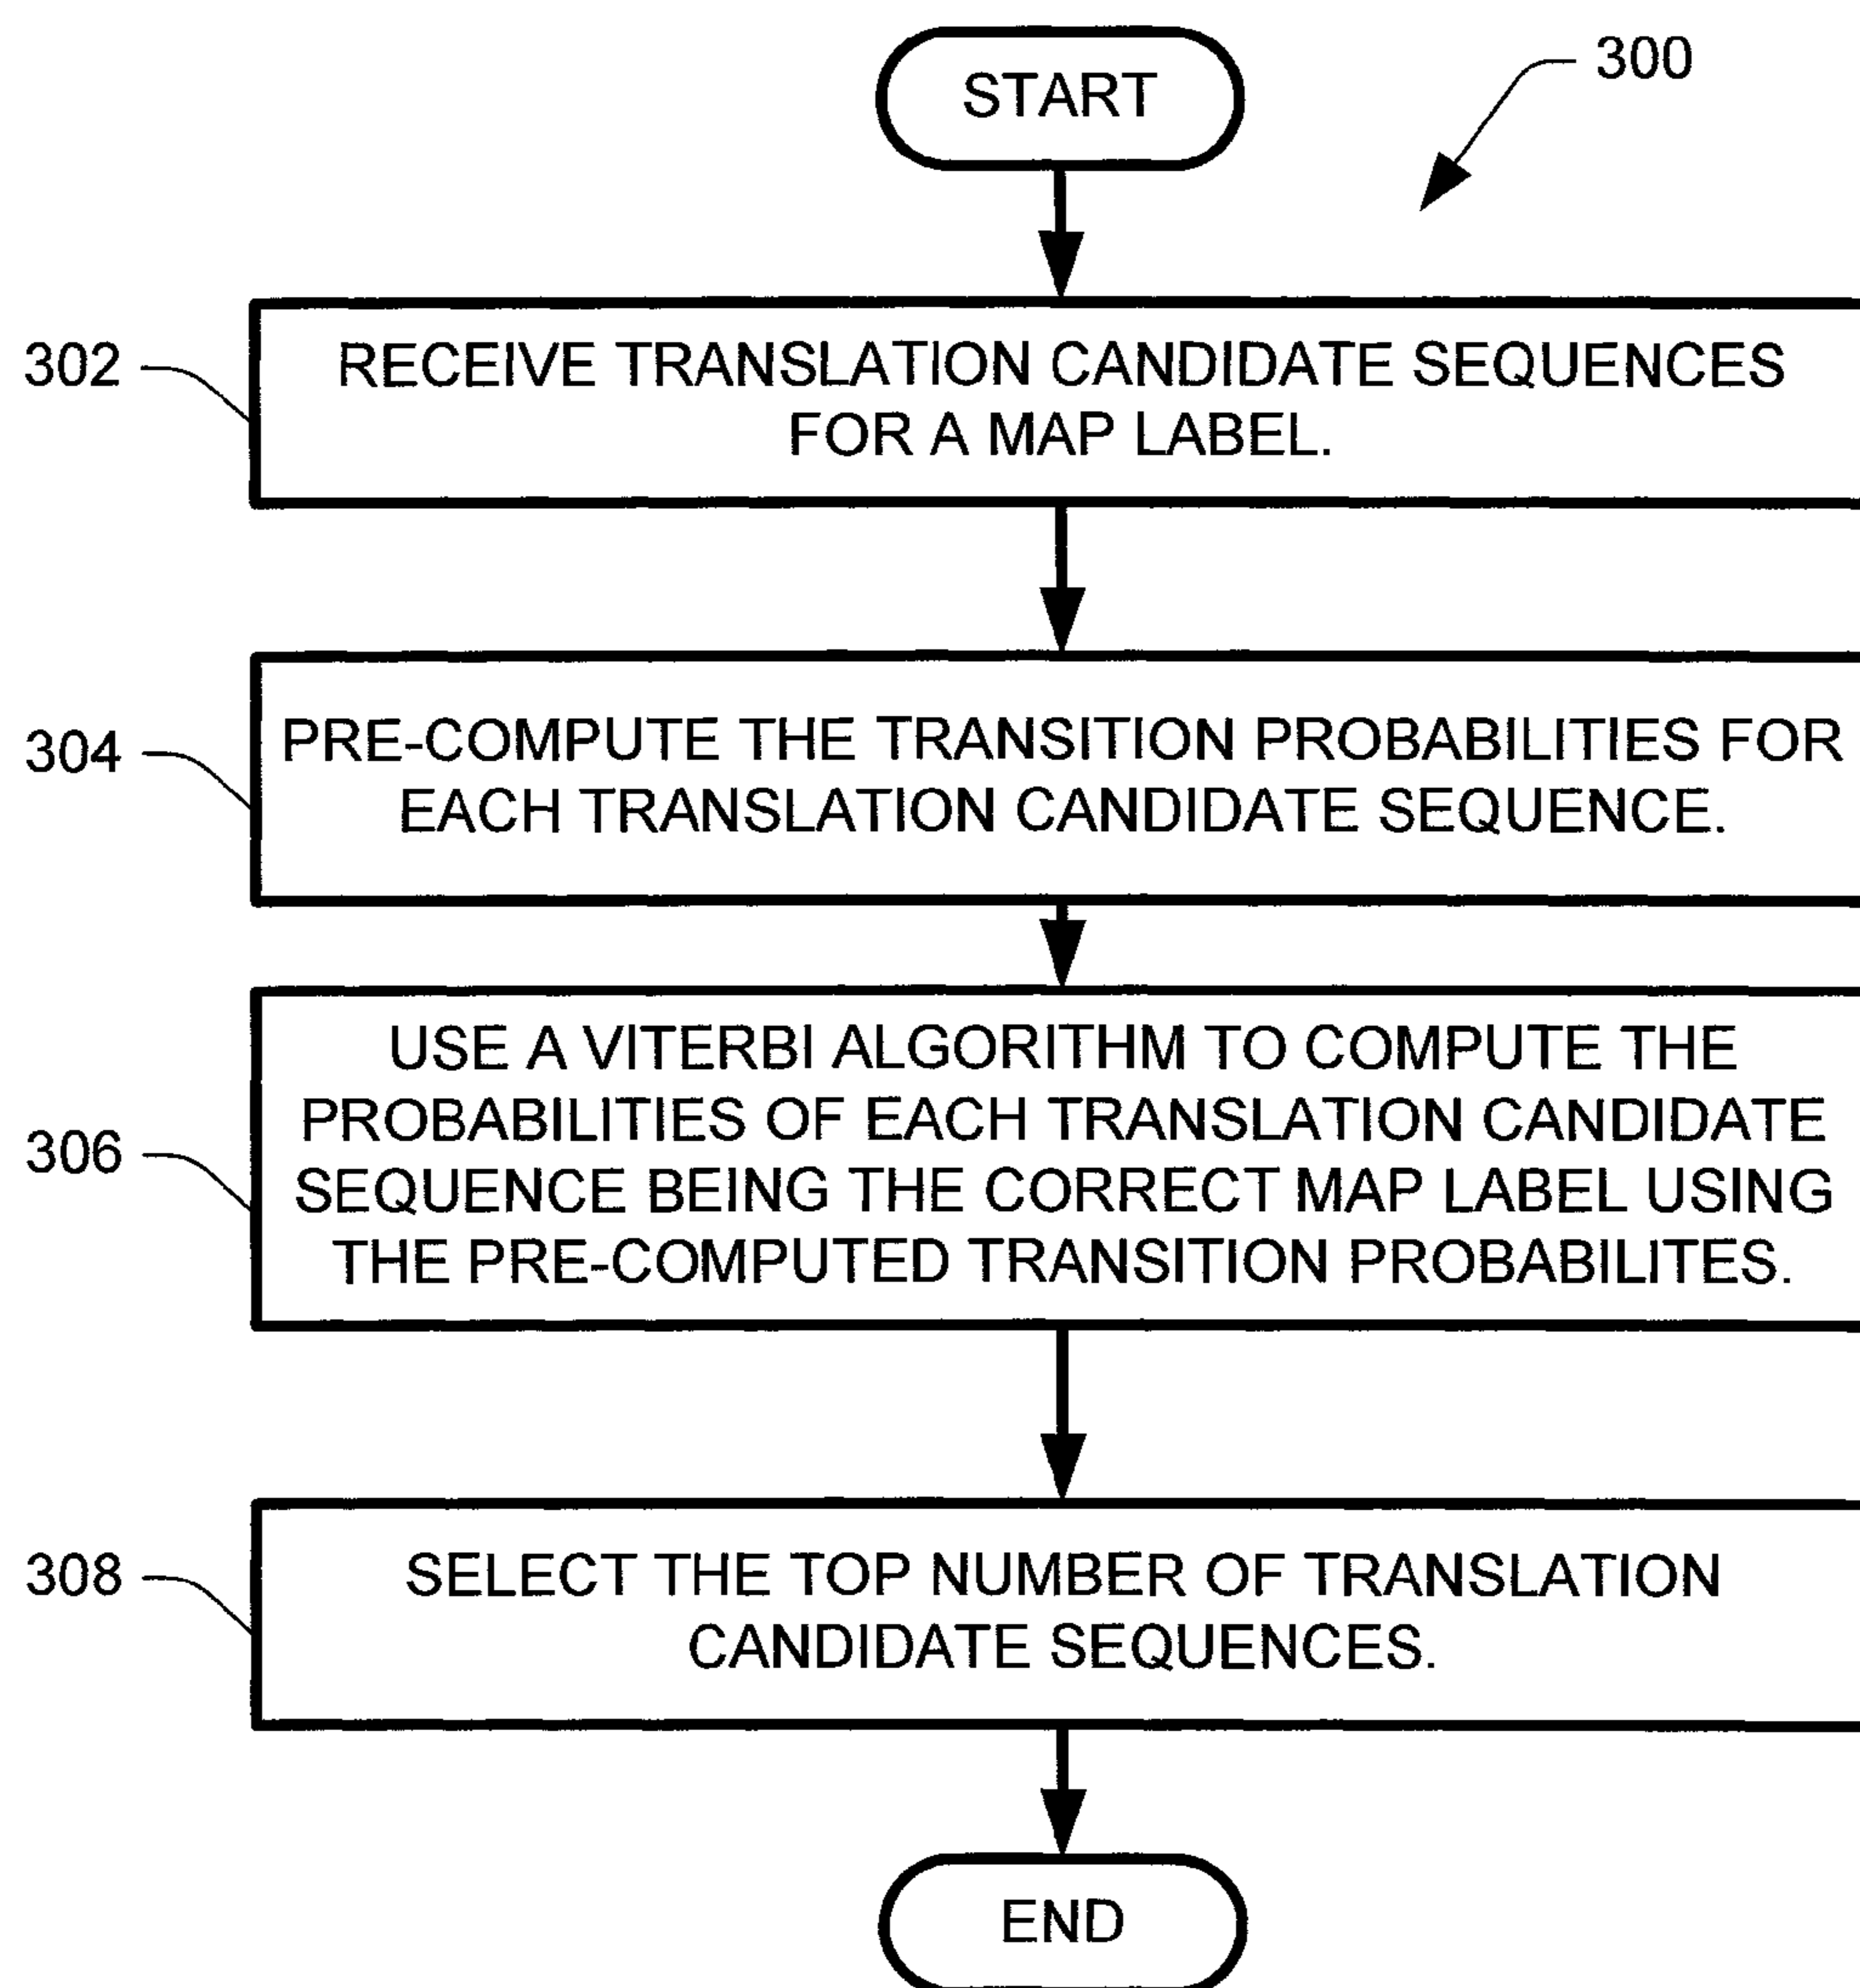 START
300
302
RECEIVE TRANSLATION CANDIDATE SEQUENCES
FOR A MAP LABEL.
304
PRE-COMPUTE THE TRANSITION PROBABILITIES FOR
EACH TRANSLATION CANDIDATE SEQUENCE.
306
USE A VITERBI ALGORITHM TO COMPUTE THE
PROBABILITIES OF EACH TRANSLATION CANDIDATE
SEQUENCE BEING THE CORRECT MAP LABEL USING
THE PRE-COMPUTED TRANSITION PROBABILITES.
308
SELECT THE TOP NUMBER OF TRANSLATION
CANDIDATE SEQUENCES.
END